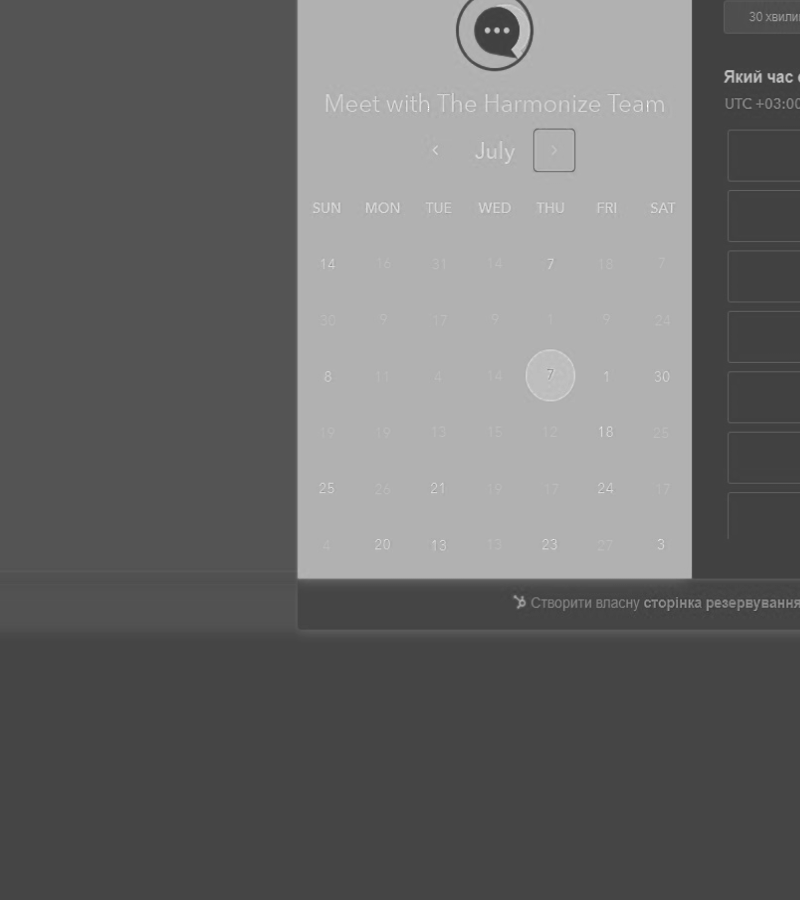 30 хвили
Який час
UTC +03:00
Meet with The Harmonize Team
July
SUN MON TUE WED THU FRI SAT
14 16 31 14 7 18 7
30 9 17 9 1 9 24
8 11 4 14 7 1 30
19 19 13 15 12 18 25
25 26 21 19 17 24 17
4 20 13 13 23 27 3
Створити власну сторінка резервування